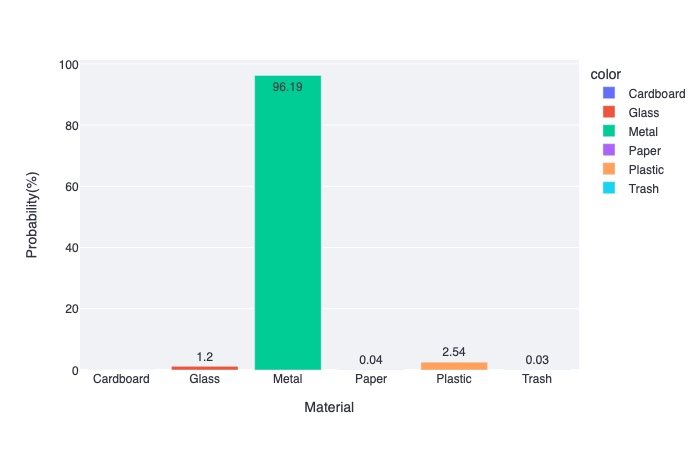 100
80
60
40
20
0
Probability(%)
96.19
1.2
0.04
2.54
0.03
Cardboard
Glass
Metal
Paper
Plastic
Trash
Material
color
Cardboard
Glass
Metal
Paper
Plastic
Trash